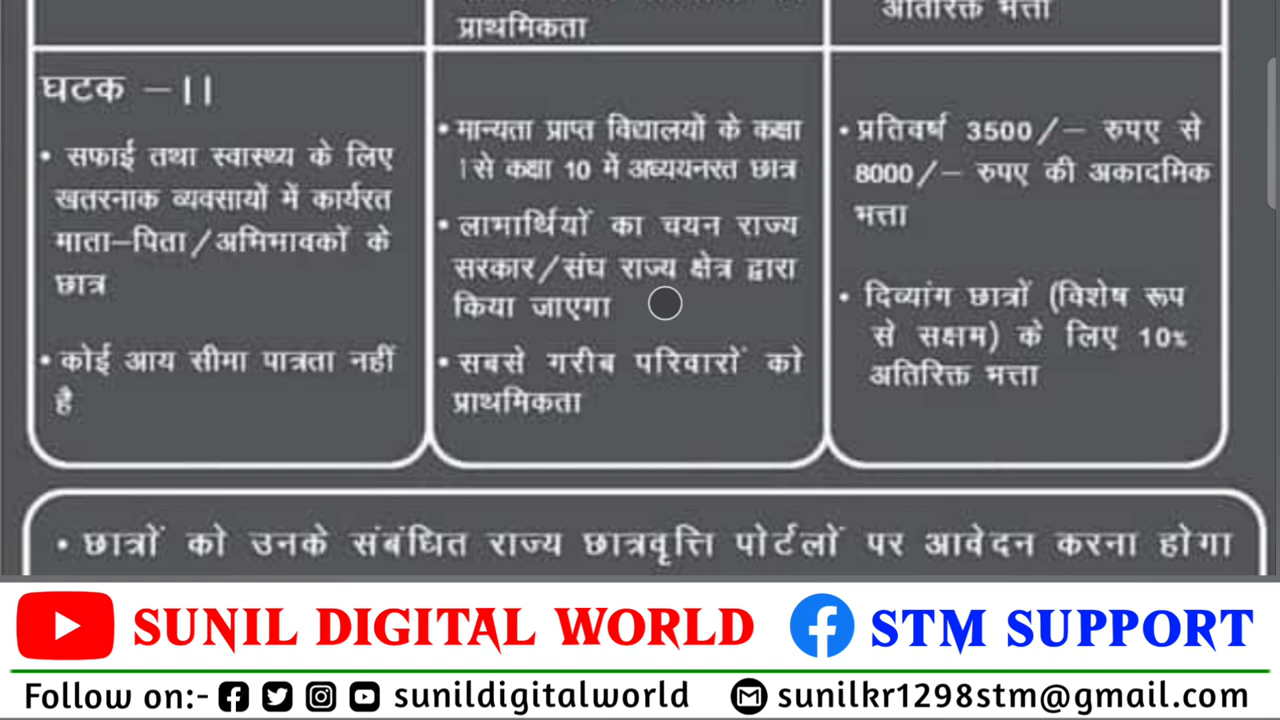 प्राथमिकता
अतिरिक्त भत्ता
घटक –।।
• सफाई तथा स्वास्थ्य के लिए
खतरनाक व्यवसायों में कार्यरत
माता–पिता/अभिभावकों के
छात्र
• कोई आय सीमा पात्रता नहीं
है
• मान्यता प्राप्त विद्यालयों के कक्षा
1 से कक्षा 10 में अध्ययनरत छात्र
• लाभार्थियों का चयन राज्य
सरकार/संघ राज्य क्षेत्र द्वारा
किया जाएगा
• सबसे गरीब परिवारों को
प्राथमिकता
• प्रतिवर्ष 3500/– रुपए से
8000/– रुपए की अकादमिक
भत्ता
• दिव्यांग छात्रों (विशेष रूप
से सक्षम) के लिए 10%
अतिरिक्त भत्ता
• छात्रों को उनके संबंधित राज्य छात्रवृत्ति पोर्टलों पर आवेदन करना होगा
SUNIL DIGITAL WORLD STM SUPPORT
Follow on:- sunildigitalworld sunilkr1298stm@gmail.com